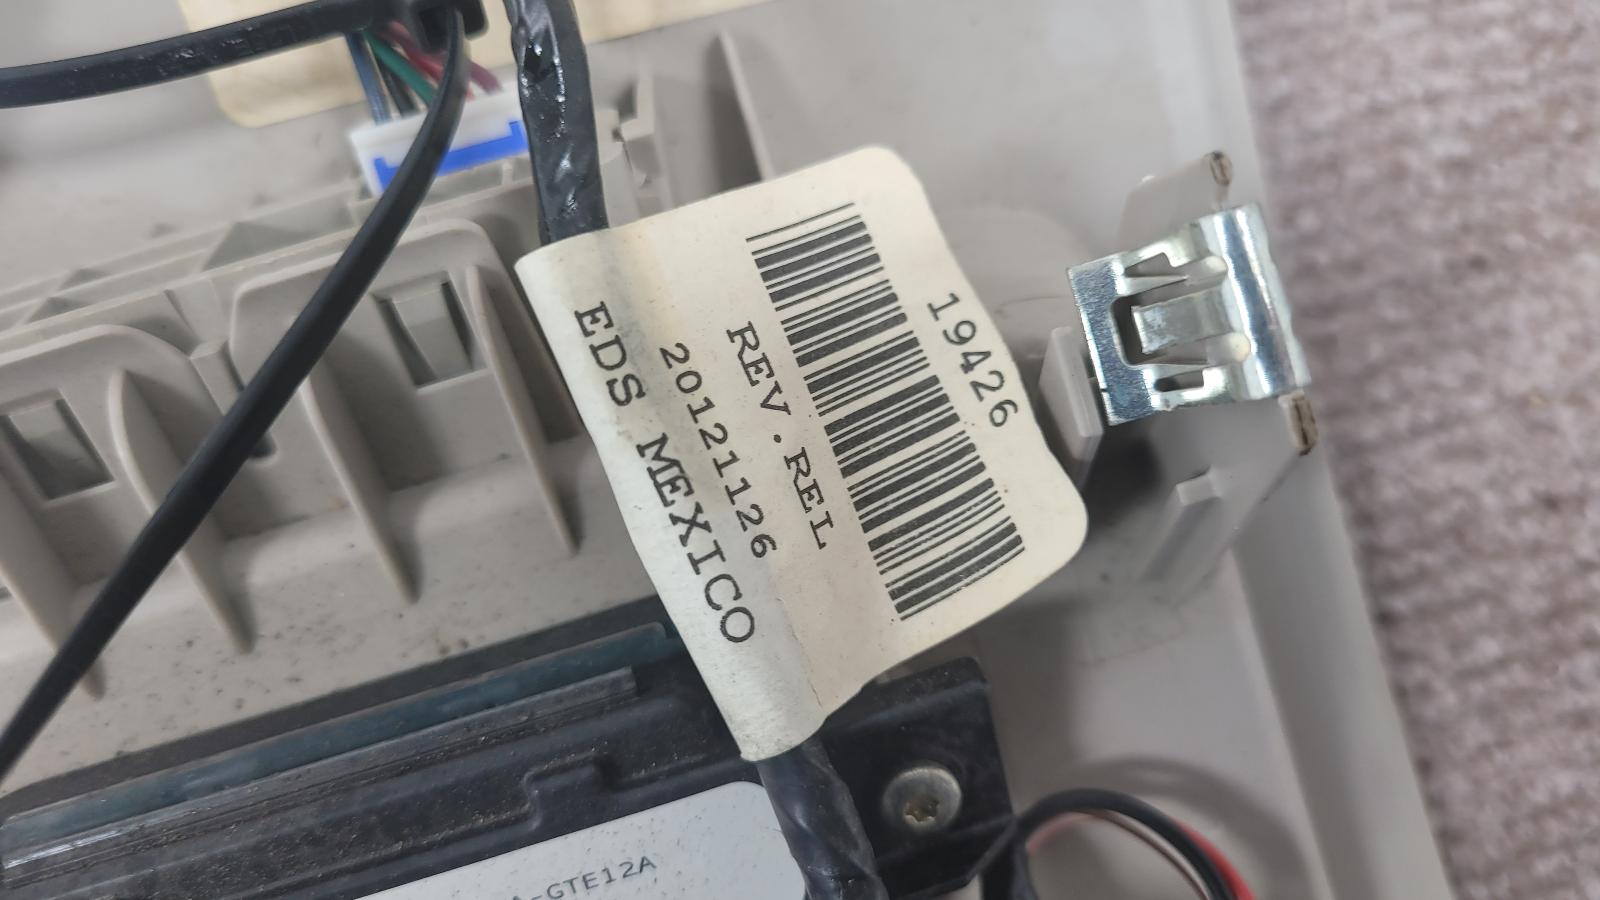 19426
REV.REL
20121126
EDS MEXICO
A-GTE12A